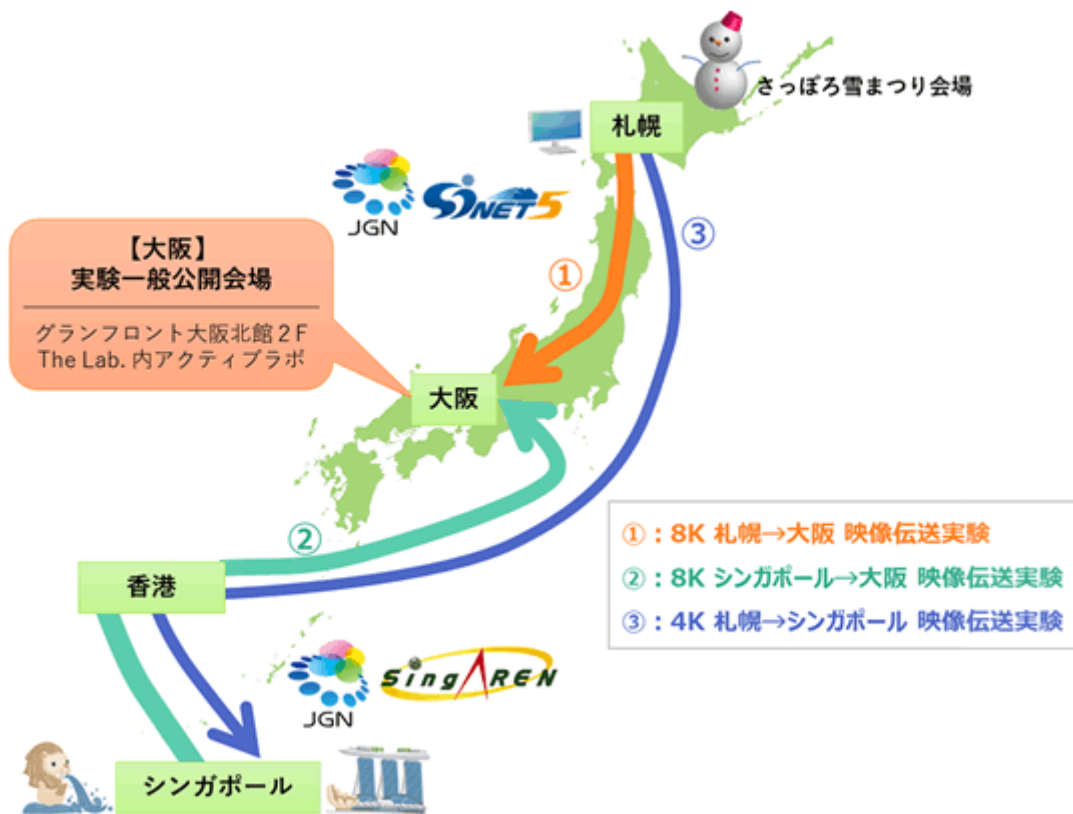 さっぽろ雪まつり会場
札幌
JGN
SINET5
③
【大阪】
実験一般公開会場
グランフロント大阪北館2F
The Lab. 内アクティブラボ
①
大阪
②
香港
①:8K 札幌→大阪 映像伝送実験
②:8K シンガポール→大阪 映像伝送実験
③:4K 札幌→シンガポール 映像伝送実験
JGN
SingAREN
シンガポール